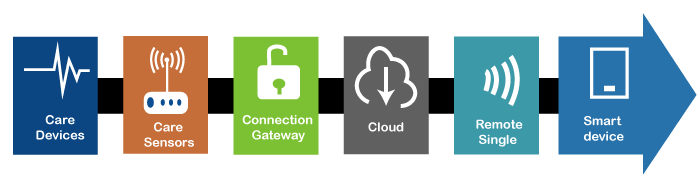 Care
Devices
Care
Sensors
Connection
Gateway
Cloud
Remote
Single
Smart
device